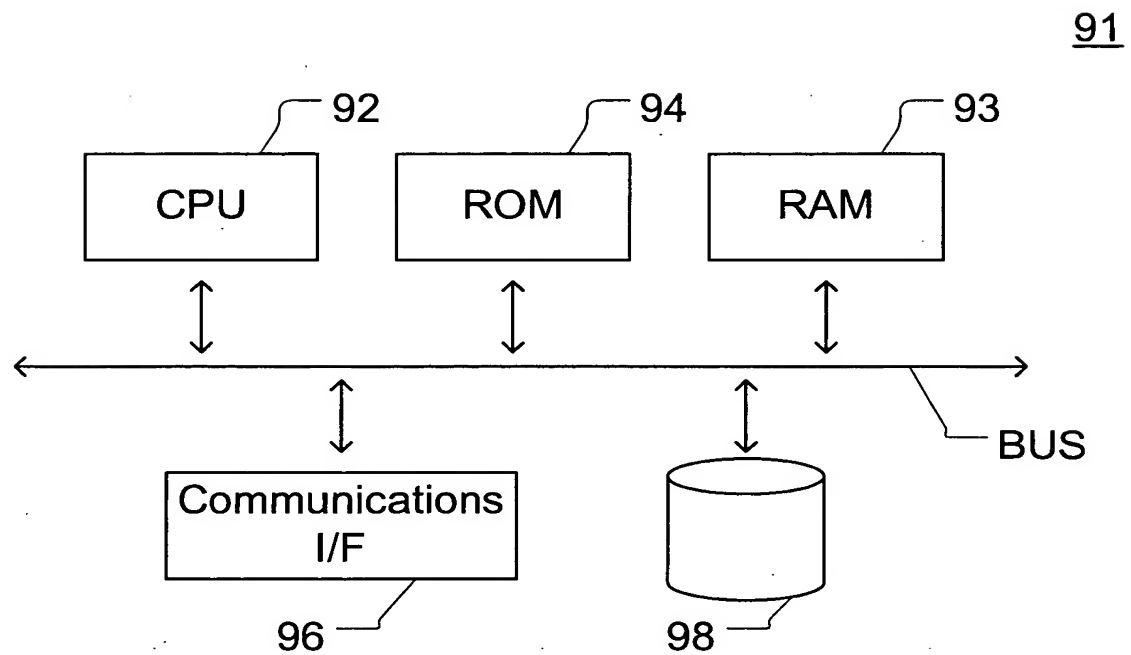 91
92
94
93
CPU
ROM
RAM
BUS
Communications
I/F
96
98